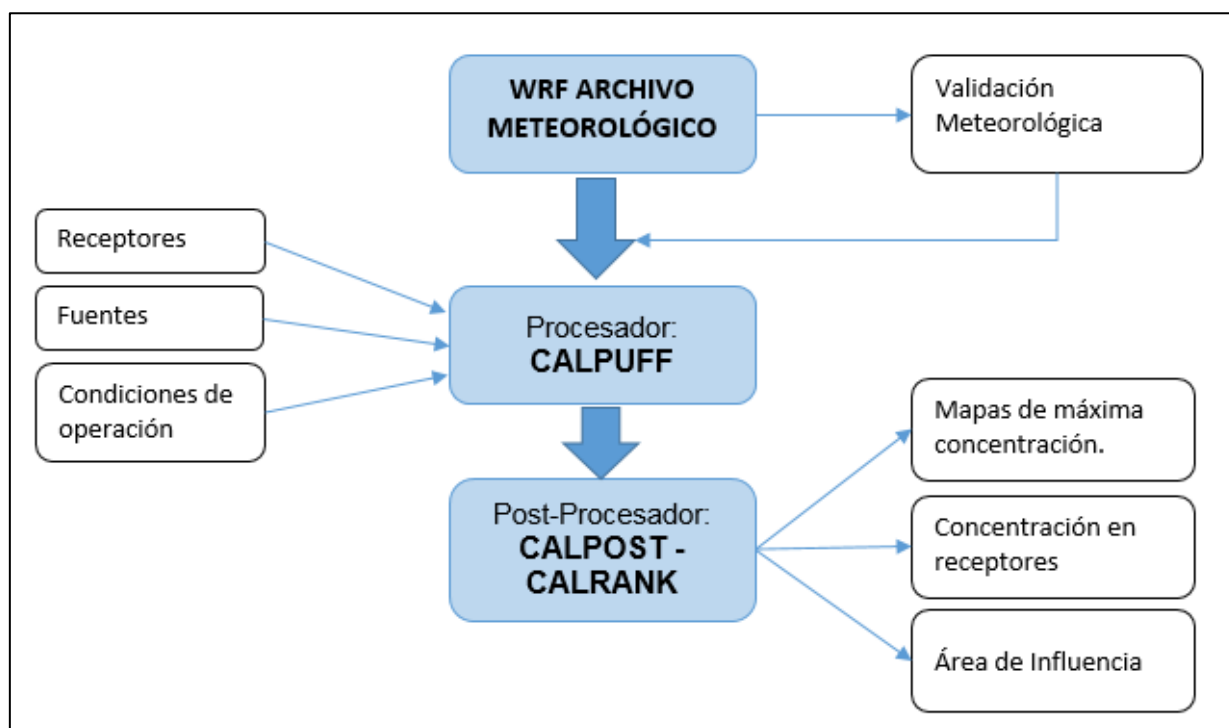 WRF ARCHIVO
METEOROLÓGICO
Validación
Meteorológica
Receptores
Fuentes
Condiciones de
operación
Procesador:
CALPUFF
Post-Procesador:
CALPOST -
CALRANK
Mapas de máxima
concentración.
Concentración en
receptores
Área de Influencia